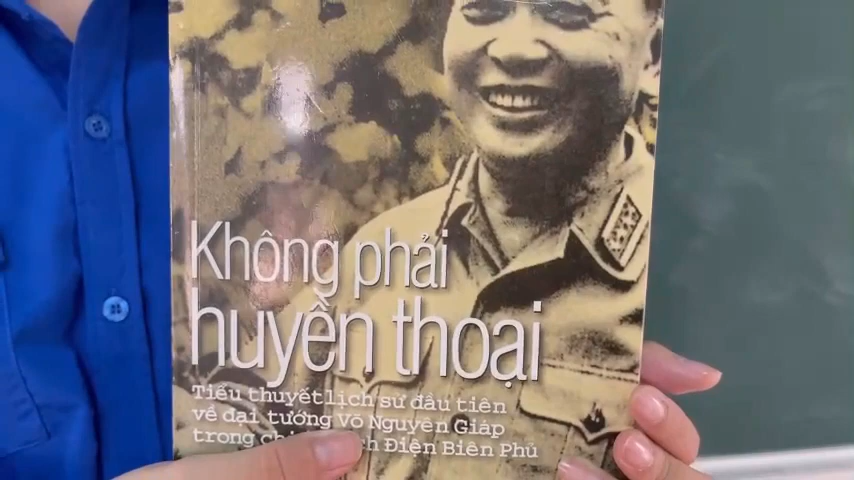 Không phải
huyền thoại
Tiểu thuyết lịch sử đầu tiên
về đại tướng Võ Nguyên Giáp
trong Điện Biên Phủ